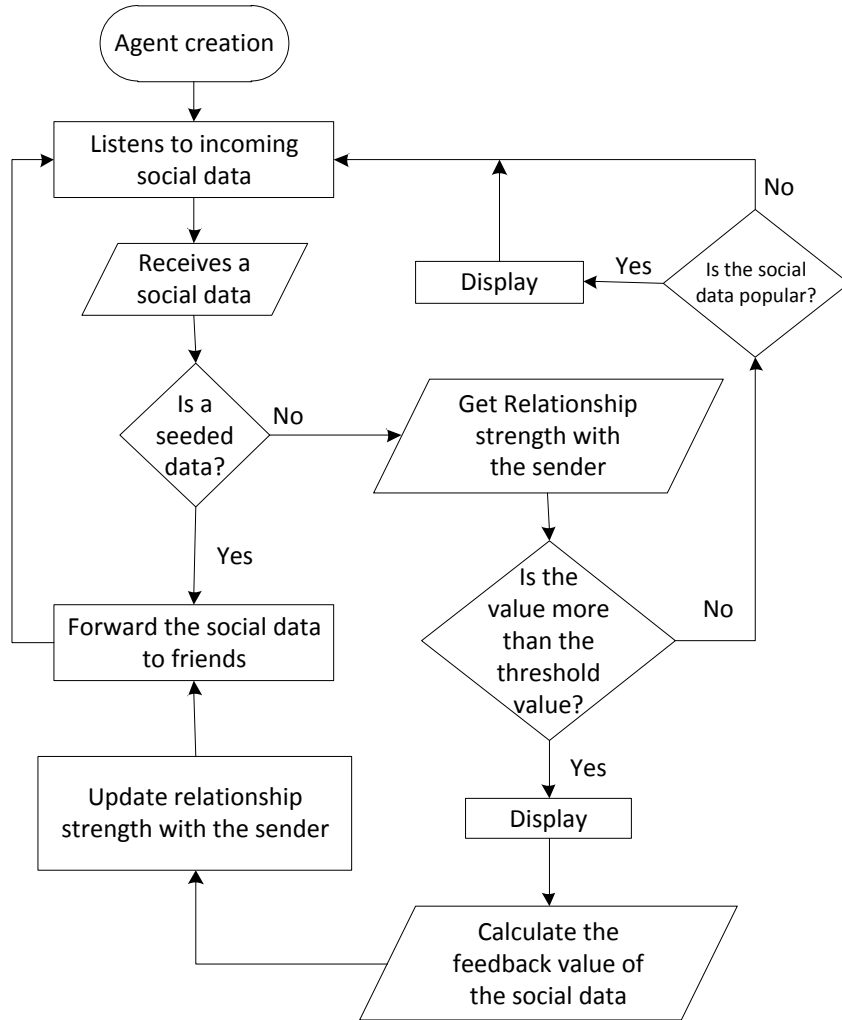 Agent creation
Listens to incoming
social data
No
Receives a
social data
Display
Yes
Is the social
data popular?
Is a
seeded
data?
No
Get Relationship
strength with
the sender
Yes
Is the
value more
than the
threshold
value?
No
Forward the social data
to friends
Yes
Update relationship
strength with the sender
Display
Calculate the
feedback value of
the social data